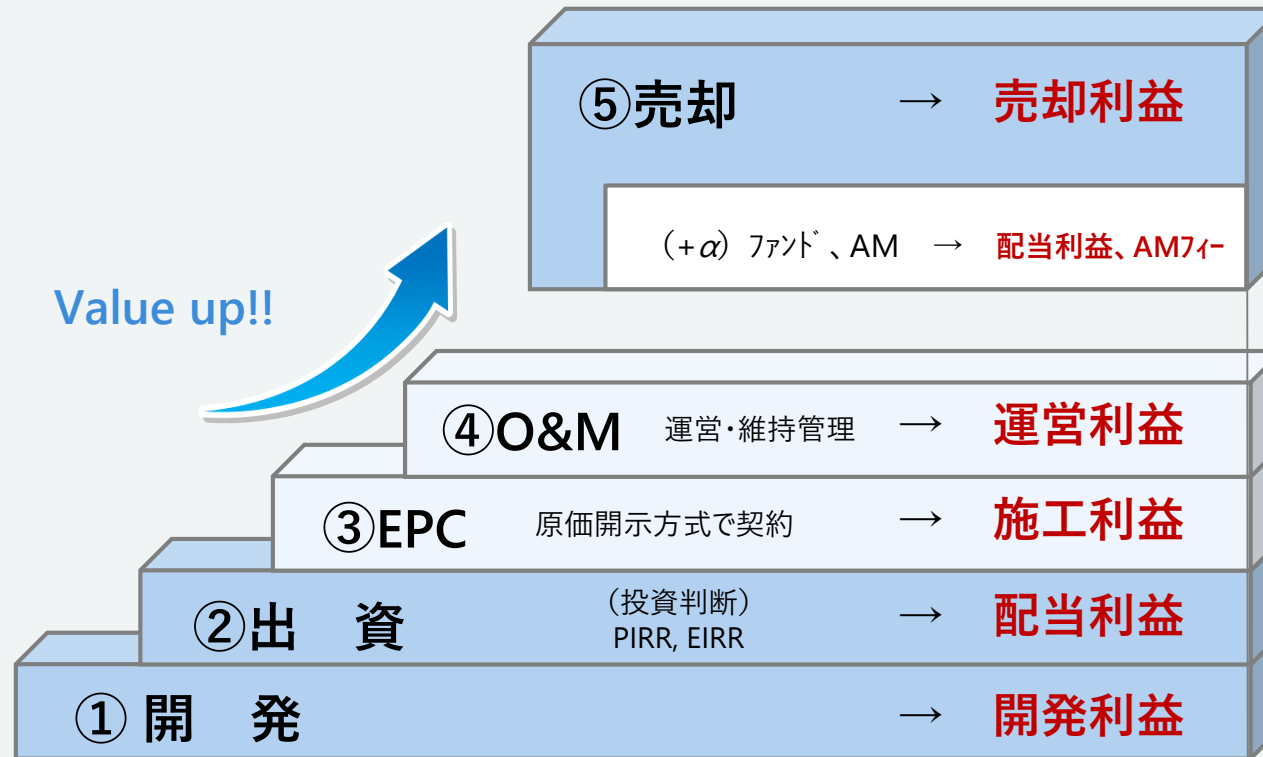 ⑤売却 → 売却利益
（+α）ﾌｧﾝﾄﾞ、AM → 配当利益、AMﾌｨｰ
Value up!!
④O&M 運営・維持管理 → 運営利益
③EPC 原価開示方式で契約 → 施工利益
②出　資 （投資判断） → 配当利益
PIRR, EIRR
①開　発 → 開発利益